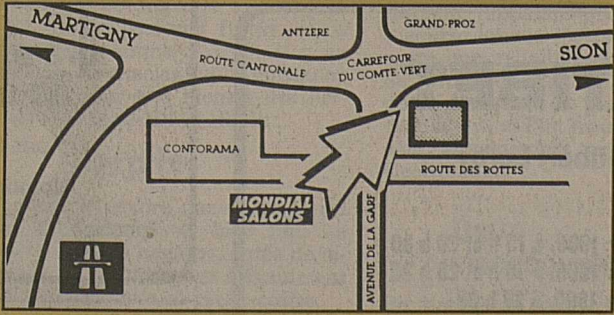 MARTIGNY
ANTZERE
GRAND-PROZ
ROUTE CANTONALE
CARREFOUR
DU COMTE-VERT
SION
CONFORAMA
ROUTE DES ROTTES
MONDIAL
SALONS
AVENUE DE LA GARE